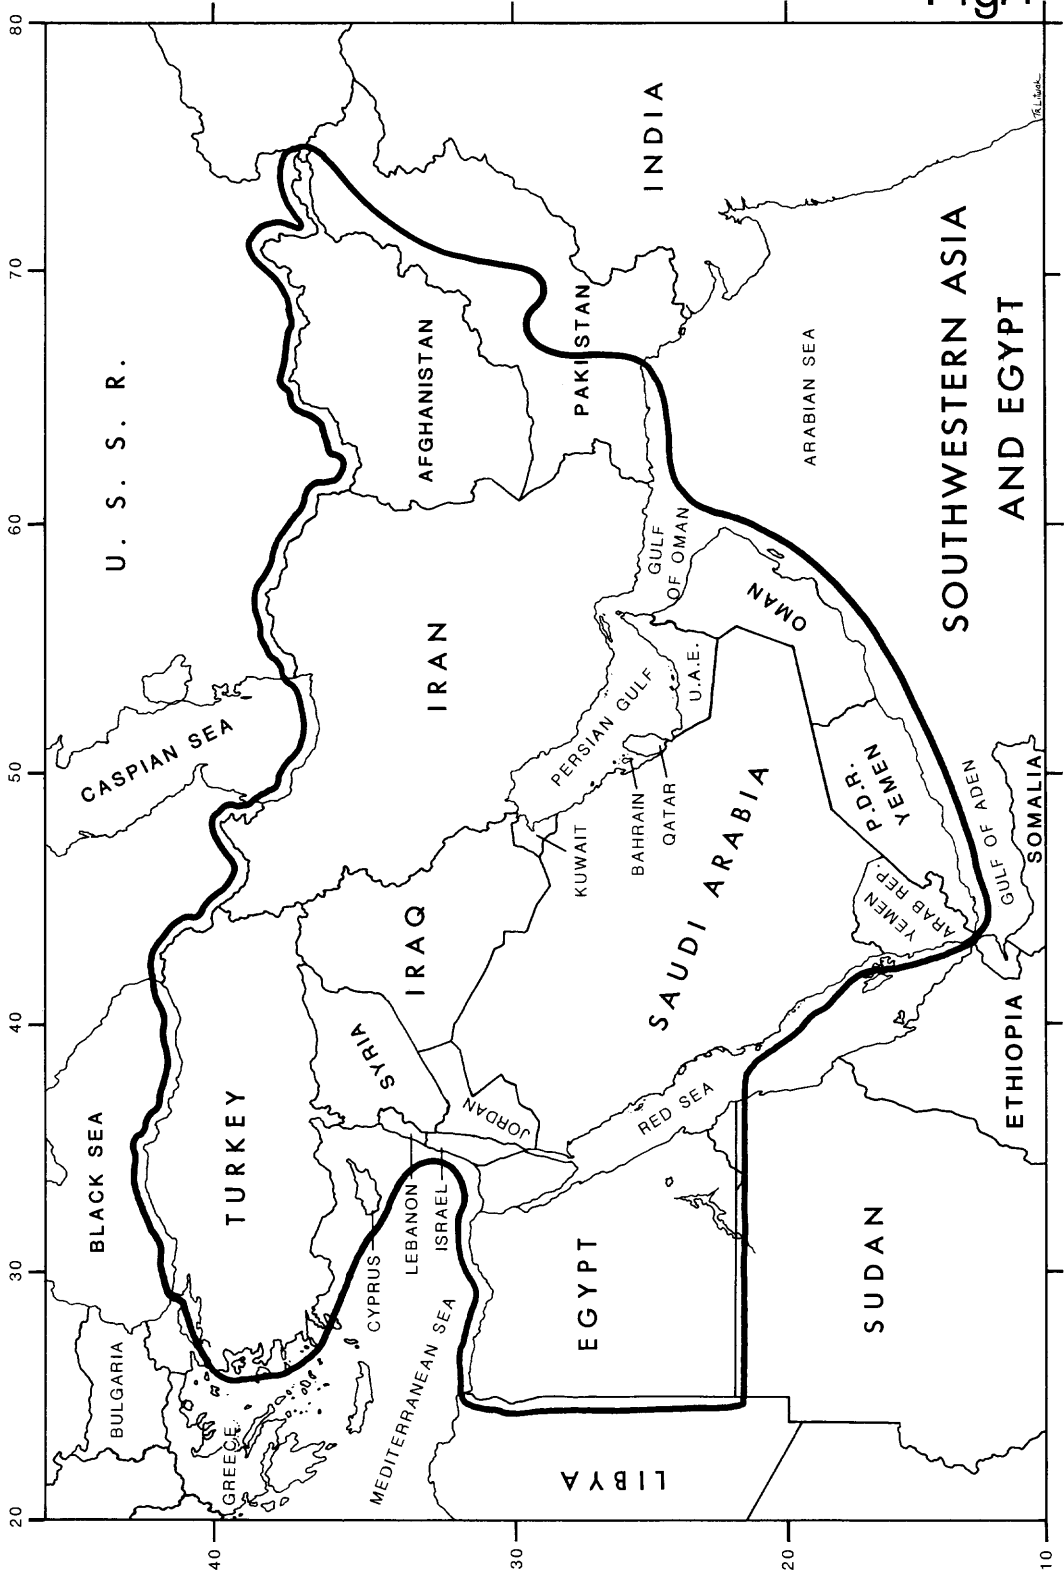 Fig.
80
70
60
50
40
30
20
40
30
20
10
U. S. S. R.
CASPIAN SEA
BLACK SEA
BULGARIA
GREECE
TURKEY
CYPRUS
LEBANON
ISRAEL
MEDITERRANEAN SEA
SYRIA
IRAQ
JORDAN
IRAN
AFGHANISTAN
PAKISTAN
INDIA
KUWAIT
BAHRAIN
QATAR
PERSIAN GULF
U.A.E.
GULF
OF OMAN
OMAN
SAUDI ARABIA
P.D.R.
YEMEN
YEMEN
ARAB REP.
GULF OF ADEN
SOMALIA
ARABIAN SEA
RED SEA
EGYPT
LIBYA
SUDAN
ETHIOPIA
SOUTHWESTERN ASIA
AND EGYPT